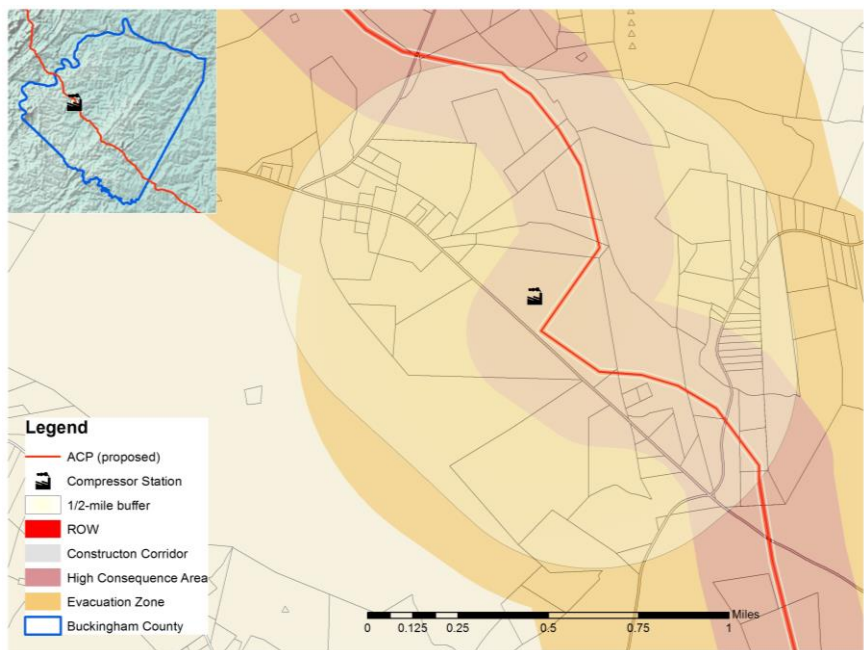 Legend
ACP (proposed)
Compressor Station
1/2-mile buffer
ROW
Constructon Corridor
High Consequence Area
Evacuation Zone
Buckingham County
Miles
0 0.125 0.25 0.5 0.75 1